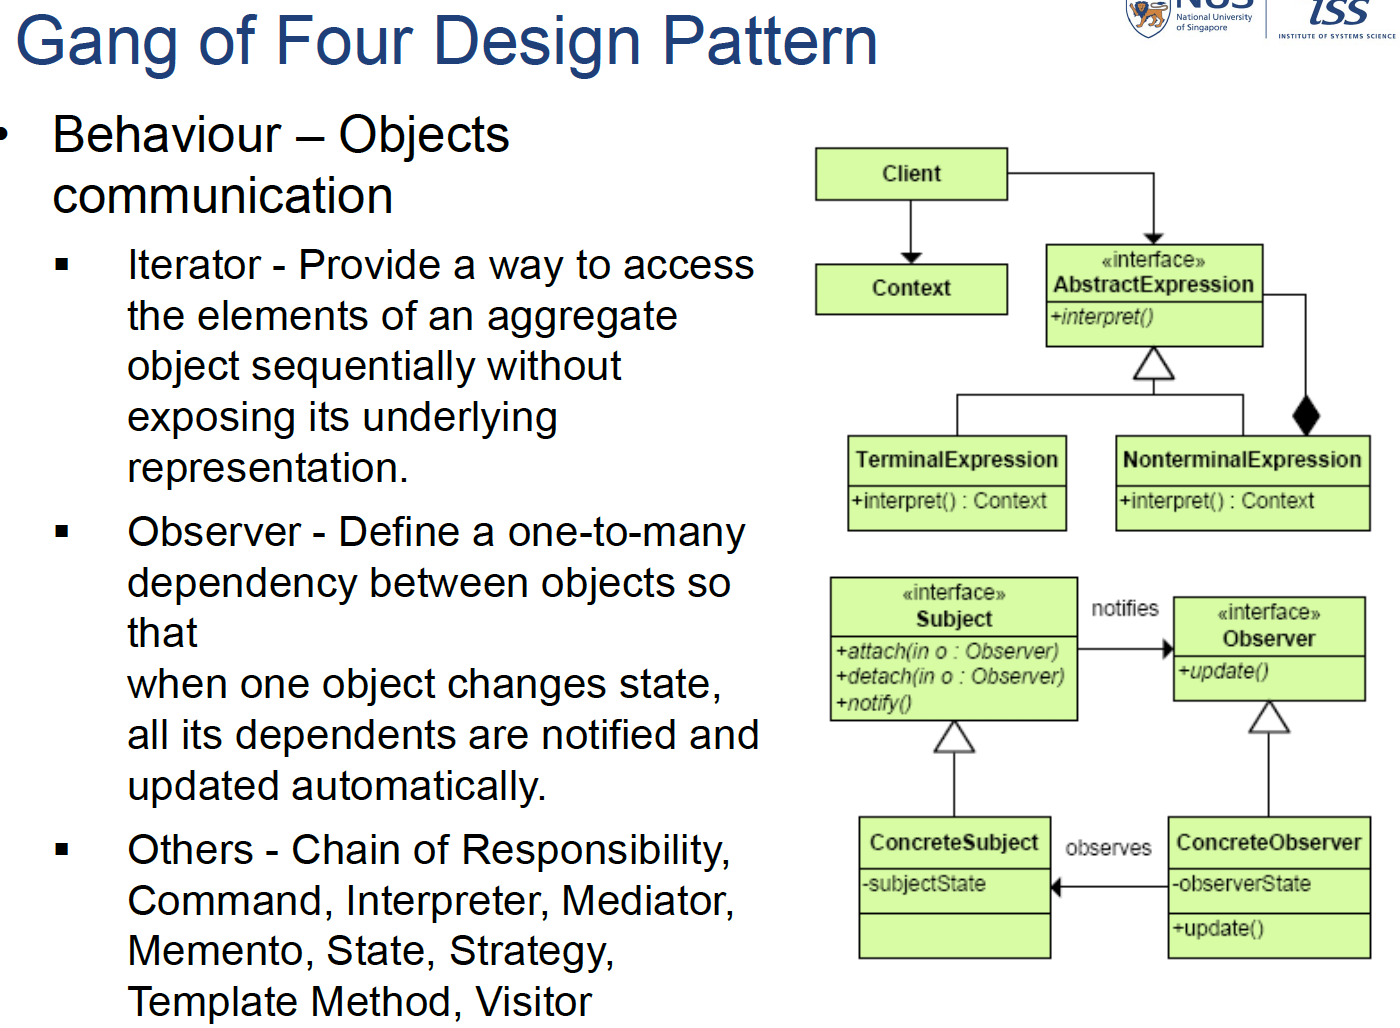 Gang of Four Design Pattern
NUS
National University
of Singapore
iss
INSTITUTE OF SYSTEMS SCIENCE
• Behaviour – Objects
communication
▪ Iterator - Provide a way to access
the elements of an aggregate
object sequentially without
exposing its underlying
representation.
▪ Observer - Define a one-to-many
dependency between objects so
that
when one object changes state,
all its dependents are notified and
updated automatically.
▪ Others - Chain of Responsibility,
Command, Interpreter, Mediator,
Memento, State, Strategy,
Template Method, Visitor
Client
Context
«interface»
AbstractExpression
+interpret()
TerminalExpression
+interpret() : Context
NonterminalExpression
+interpret() : Context
«interface»
Subject
+attach(in o : Observer)
+detach(in o : Observer)
+notify()
notifies
«interface»
Observer
+update()
ConcreteSubject
-subjectState
observes
ConcreteObserver
-observerState
+update()